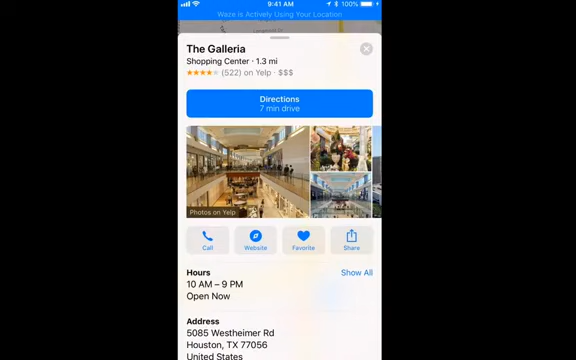 9:41 AM
100%
Waze is Actively Using Your Location
The Galleria
Shopping Center · 1.3 mi
(522) on Yelp · $$$
Directions
7 min drive
Photos on Yelp
Call
Website
Favorite
Share
Hours
Show All
10 AM – 9 PM
Open Now
Address
5085 Westheimer Rd
Houston, TX 77056
United States